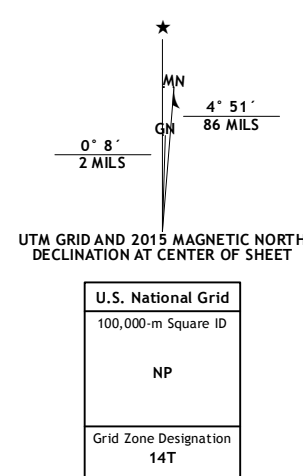 ★
MN
4° 51´
86 MILS
GN
0° 8´
2 MILS
UTM GRID AND 2015 MAGNETIC NORTH
DECLINATION AT CENTER OF SHEET
U.S. National Grid
100,000-m Square ID
NP
Grid Zone Designation
14T